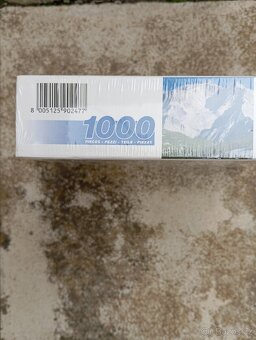 8 005125 902477
1000
PIECES - PEZZI - TEILE - PIEZAS